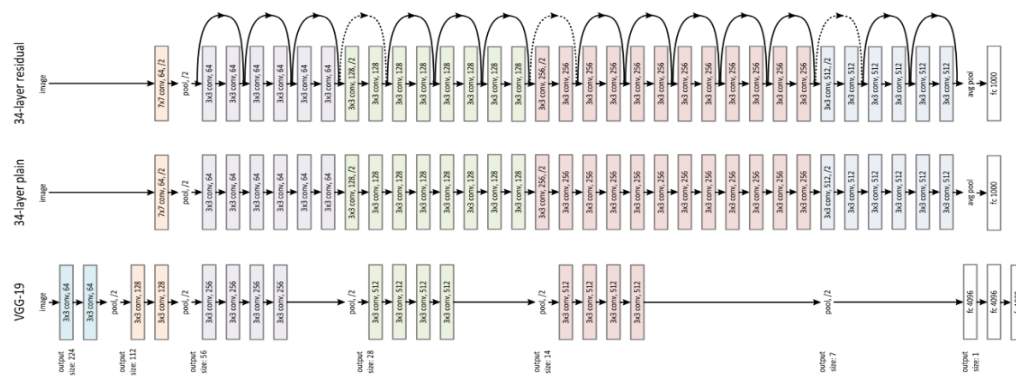 VGG-19
image
3x3 conv, 64
3x3 conv, 64
pool, /2
3x3 conv, 128
3x3 conv, 128
pool, /2
3x3 conv, 256
3x3 conv, 256
3x3 conv, 256
3x3 conv, 256
pool, /2
3x3 conv, 512
3x3 conv, 512
3x3 conv, 512
3x3 conv, 512
pool, /2
3x3 conv, 512
3x3 conv, 512
3x3 conv, 512
3x3 conv, 512
pool, /2
fc 4096
fc 4096
output
size: 224
output
size: 112
output
size: 56
output
size: 28
output
size: 14
output
size: 7
output
size: 1
34-layer plain
image
7x7 conv, 64, /2
pool, /2
3x3 conv, 64
3x3 conv, 64
3x3 conv, 64
3x3 conv, 64
3x3 conv, 64
3x3 conv, 64
3x3 conv, 128, /2
3x3 conv, 128
3x3 conv, 128
3x3 conv, 128
3x3 conv, 128
3x3 conv, 128
3x3 conv, 128
3x3 conv, 128
3x3 conv, 256, /2
3x3 conv, 256
3x3 conv, 256
3x3 conv, 256
3x3 conv, 256
3x3 conv, 256
3x3 conv, 256
3x3 conv, 256
3x3 conv, 256
3x3 conv, 256
3x3 conv, 256
3x3 conv, 256
3x3 conv, 512, /2
3x3 conv, 512
3x3 conv, 512
3x3 conv, 512
3x3 conv, 512
3x3 conv, 512
avg pool
fc 1000
34-layer residual
image
7x7 conv, 64, /2
pool, /2
3x3 conv, 64
3x3 conv, 64
3x3 conv, 64
3x3 conv, 64
3x3 conv, 64
3x3 conv, 64
3x3 conv, 128, /2
3x3 conv, 128
3x3 conv, 128
3x3 conv, 128
3x3 conv, 128
3x3 conv, 128
3x3 conv, 128
3x3 conv, 128
3x3 conv, 256, /2
3x3 conv, 256
3x3 conv, 256
3x3 conv, 256
3x3 conv, 256
3x3 conv, 256
3x3 conv, 256
3x3 conv, 256
3x3 conv, 256
3x3 conv, 256
3x3 conv, 256
3x3 conv, 256
3x3 conv, 512, /2
3x3 conv, 512
3x3 conv, 512
3x3 conv, 512
3x3 conv, 512
3x3 conv, 512
avg pool
fc 1000